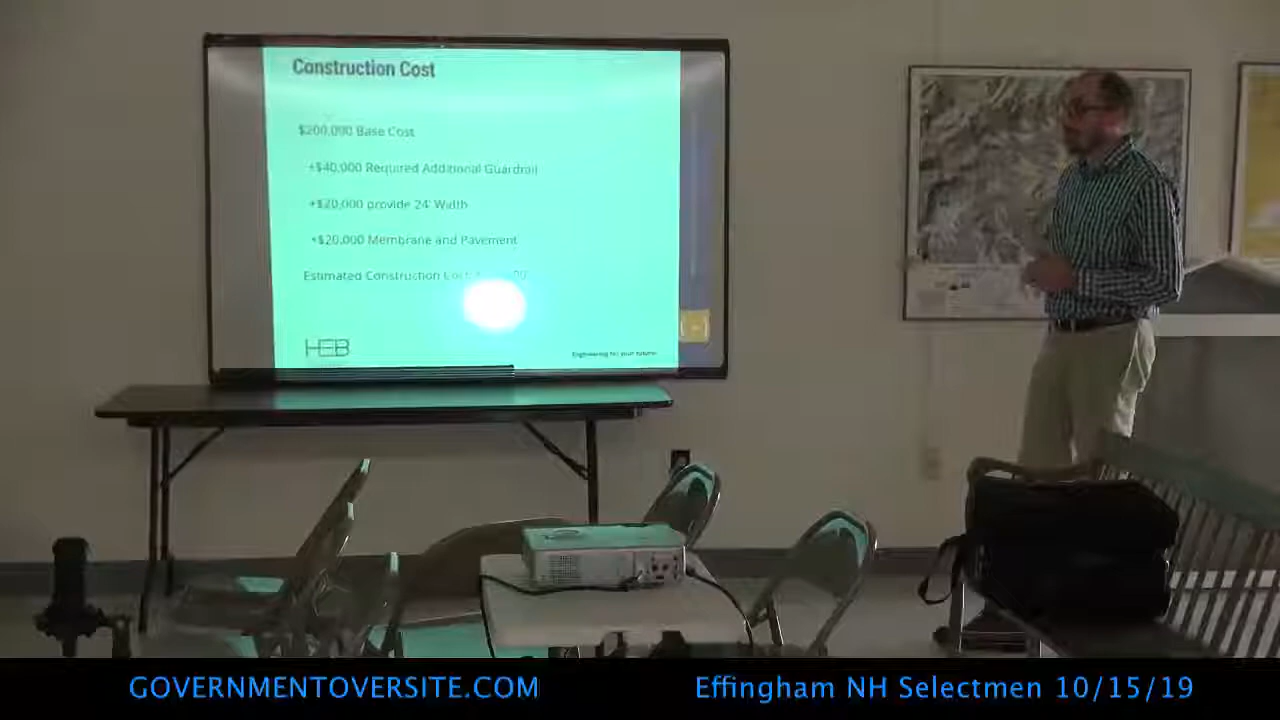 Construction Cost
$200,000 Base Cost
+$40,000 Required Additional Guardrail
+$20,000 provide 24' Width
+$20,000 Membrane and Pavement
Estimated Construction Cost:
HEB
Engineering for your future
GOVERNMENTOVERSITE.COM
Effingham NH Selectmen 10/15/19